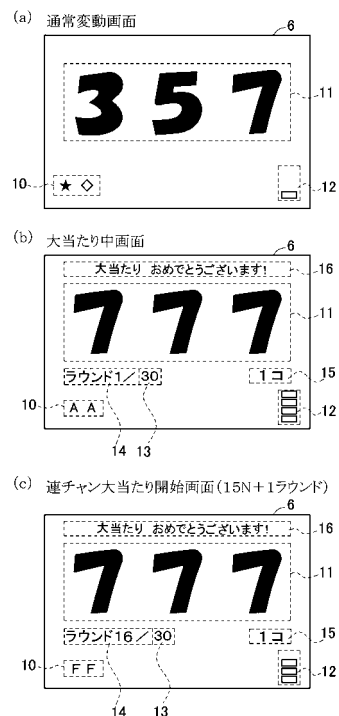 (a) 通常変動画面
6
3 5 7
11
10
★ ◇
12
(b) 大当たり中画面
6
大当たり おめでとうございます!
16
7 7 7
11
ラウンド1/30
1コ
15
10
A A
12
14 13
(c) 連チャン大当たり開始画面(15N+1ラウンド)
6
大当たり おめでとうございます!
16
7 7 7
11
ラウンド16/30
1コ
15
10
F F
12
14 13